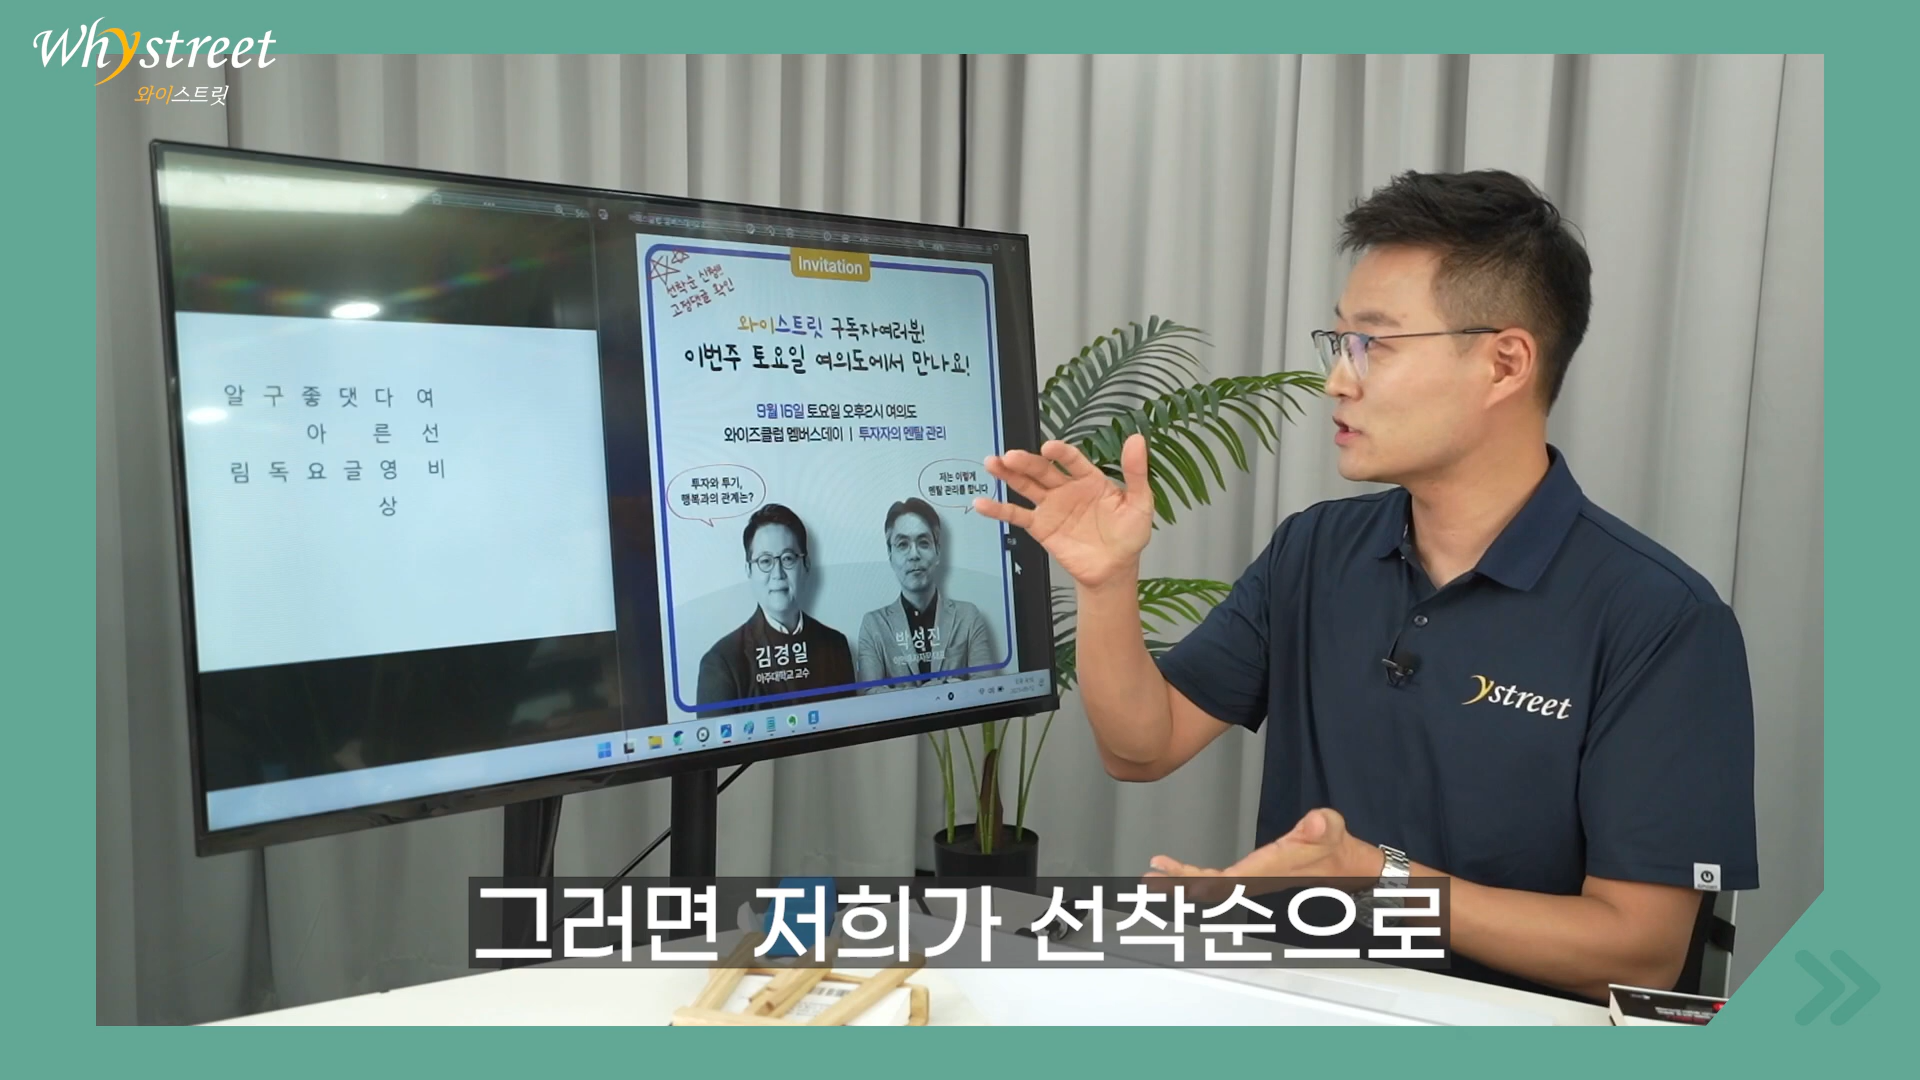 Whystreet
와이스트릿
알 구 좋 댓 다 여
아 른 선
림 독 요 글 영 비
상
Invitation
선착순 신청!!
고정댓글 확인
와이스트릿 구독자여러분!
이번주 토요일 여의도에서 만나요!
9월 16일 토요일 오후2시 여의도
와이즈클럽 멤버스데이 | 투자자의 멘탈 관리
투자와 투기,
행복과의 관계는?
저는 이렇게
멘탈 관리를 합니다
김경일
아주대학교 교수
박성진
ystreet
그러면 저희가 선착순으로